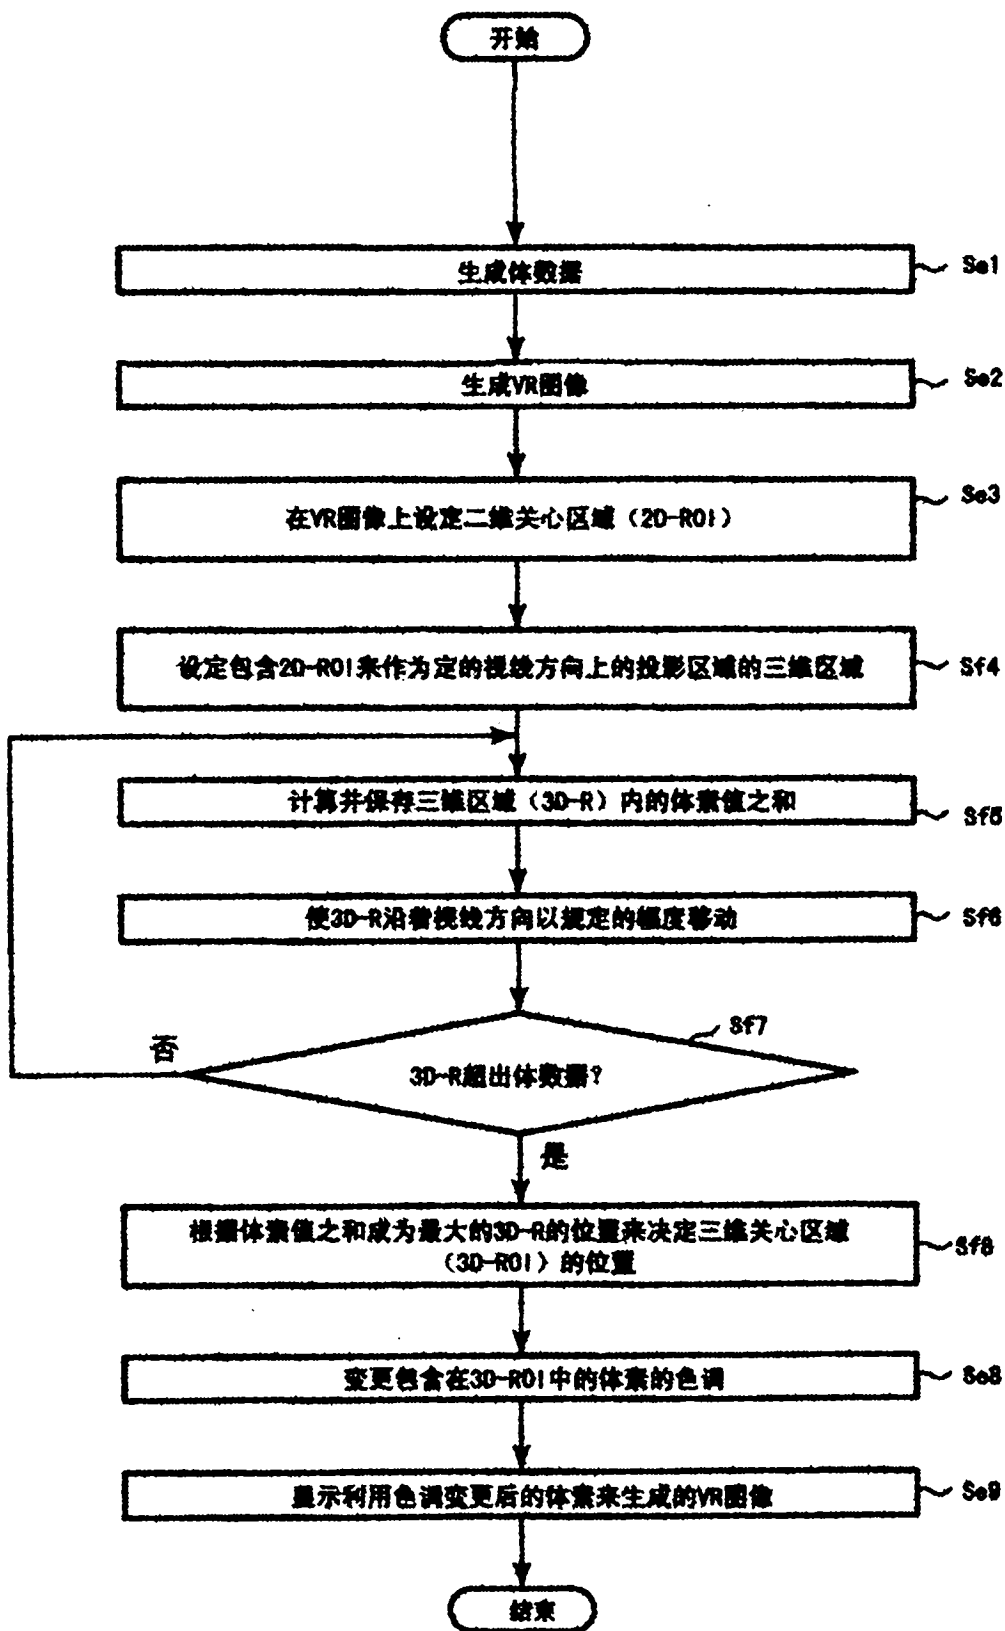 开始
生成体数据
Se1
生成VR图像
Se2
在VR图像上设定二维关心区域（2D-ROI）
Se3
设定包含2D-ROI来作为定的视线方向上的投影区域的三维区域
Sf4
计算并保存三维区域（3D-R）内的体素值之和
Sf5
使3D-R沿着视线方向以规定的幅度移动
Sf6
Sf7
否
3D-R超出体数据?
是
根据体素值之和成为最大的3D-R的位置来决定三维关心区域
（3D-ROI）的位置
Sf8
变更包含在3D-ROI中的体素的色调
Se8
显示利用色调变更后的体素来生成的VR图像
Se9
结束